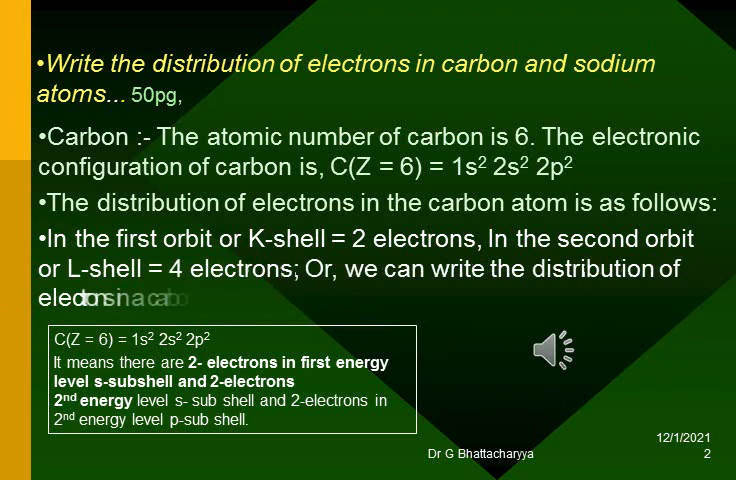 •Write the distribution of electrons in carbon and sodium
atoms... 50pg,
•Carbon :- The atomic number of carbon is 6. The electronic
configuration of carbon is, C(Z = 6) = 1s² 2s² 2p²
•The distribution of electrons in the carbon atom is as follows:
•In the first orbit or K-shell = 2 electrons, In the second orbit
or L-shell = 4 electrons; Or, we can write the distribution of
C(Z = 6) = 1s² 2s² 2p²
It means there are 2- electrons in first energy
level s-subshell and 2-electrons
2nd energy level s- sub shell and 2-electrons in
2nd energy level p-sub shell.
12/1/2021
Dr G Bhattacharyya 2